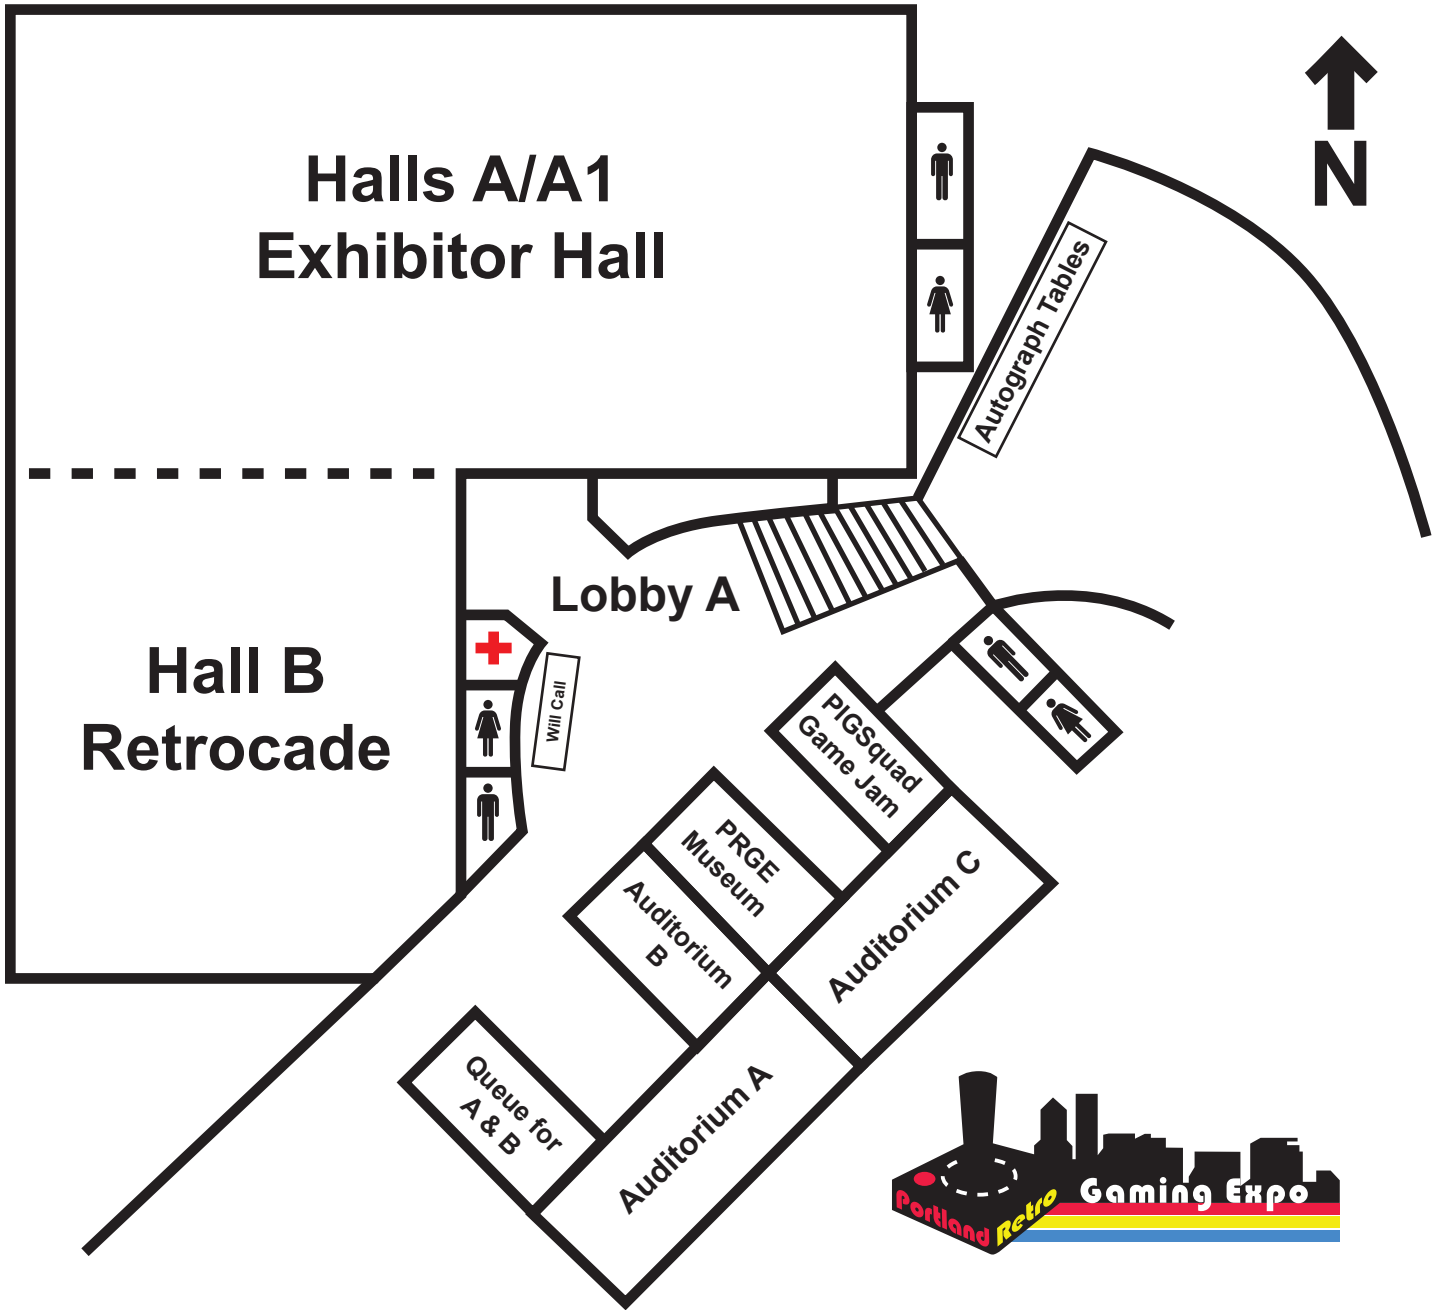 Halls A/A1
Exhibitor Hall
N
Autograph Tables
Lobby A
Hall B
Retrocade
Will Call
PIGSquad
Game Jam
PRGE
Museum
Auditorium
B
Auditorium C
Queue for
A & B
Auditorium A
Portland Retro Gaming Expo